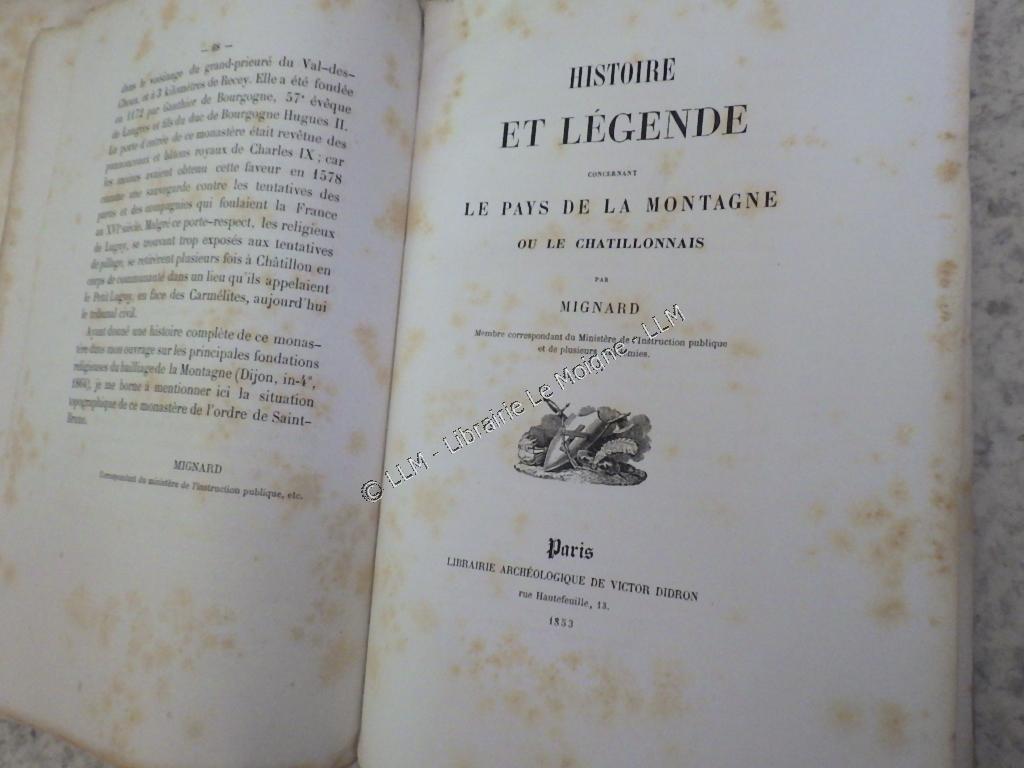 — 48 —
dans le voisinage du grand-prieuré du Val-des-
Choux, et à 3 kilomètres de Recey. Elle a été fondée
en 1172 par Gauthier de Bourgogne, 57e évêque
de Langres et fils du duc de Bourgogne Hugues II.
La porte d'entrée de ce monastère était revêtue des
pannonceaux et bâtons royaux de Charles IX ; car
les moines avaient obtenu cette faveur en 1578
comme une sauvegarde contre les tentatives des
partis et des compagnies qui foulaient la France
au XVIe siècle. Malgré ce porte-respect, les religieux
de Lugny, se trouvant trop exposés aux tentatives
de pillage, se retirèrent plusieurs fois à Châtillon en
corps de communauté dans un lieu qu'ils appelaient
le Petit Lugny, en face des Carmélites, aujourd'hui
le tribunal civil.
Ayant donné une histoire complète de ce monas-
tère dans mon ouvrage sur les principales fondations
religieuses du bailliage de la Montagne (Dijon, in-4°,
1864), je me borne à mentionner ici la situation
topographique de ce monastère de l'ordre de Saint-
Bruno.
MIGNARD
Correspondant du ministère de l'instruction publique, etc.
HISTOIRE
ET LÉGENDE
CONCERNANT
LE PAYS DE LA MONTAGNE
OU LE CHATILLONNAIS
PAR
MIGNARD
Membre correspondant du Ministère de l'Instruction publique
et de plusieurs
Paris
LIBRAIRIE ARCHÉOLOGIQUE DE VICTOR DIDRON
rue Hautefeuille, 13.
1853
© LLM - Librairie Le Moigne - LLM